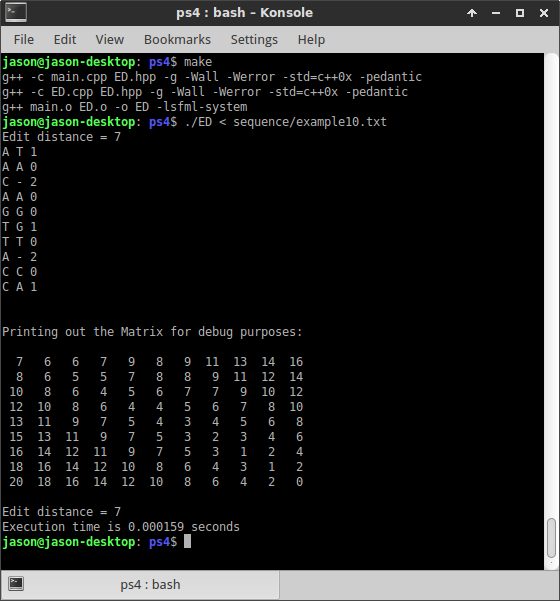 ps4 : bash – Konsole
File Edit View Bookmarks Settings Help
jason@jason-desktop: ps4$ make
g++ -c main.cpp ED.hpp -g -Wall -Werror -std=c++0x -pedantic
g++ -c ED.cpp ED.hpp -g -Wall -Werror -std=c++0x -pedantic
g++ main.o ED.o -o ED -lsfml-system
jason@jason-desktop: ps4$ ./ED < sequence/example10.txt
Edit distance = 7
A T 1
A A 0
C - 2
A A 0
G G 0
T G 1
T T 0
A - 2
C C 0
C A 1
Printing out the Matrix for debug purposes:
7 6 6 7 9 8 9 11 13 14 16
8 6 5 5 7 8 8 9 11 12 14
10 8 6 4 5 6 7 7 9 10 12
12 10 8 6 4 4 5 6 7 8 10
13 11 9 7 5 4 3 4 5 6 8
15 13 11 9 7 5 3 2 3 4 6
16 14 12 11 9 7 5 3 1 2 4
18 16 14 12 10 8 6 4 3 1 2
20 18 16 14 12 10 8 6 4 2 0
Edit distance = 7
Execution time is 0.000159 seconds
jason@jason-desktop: ps4$
ps4 : bash